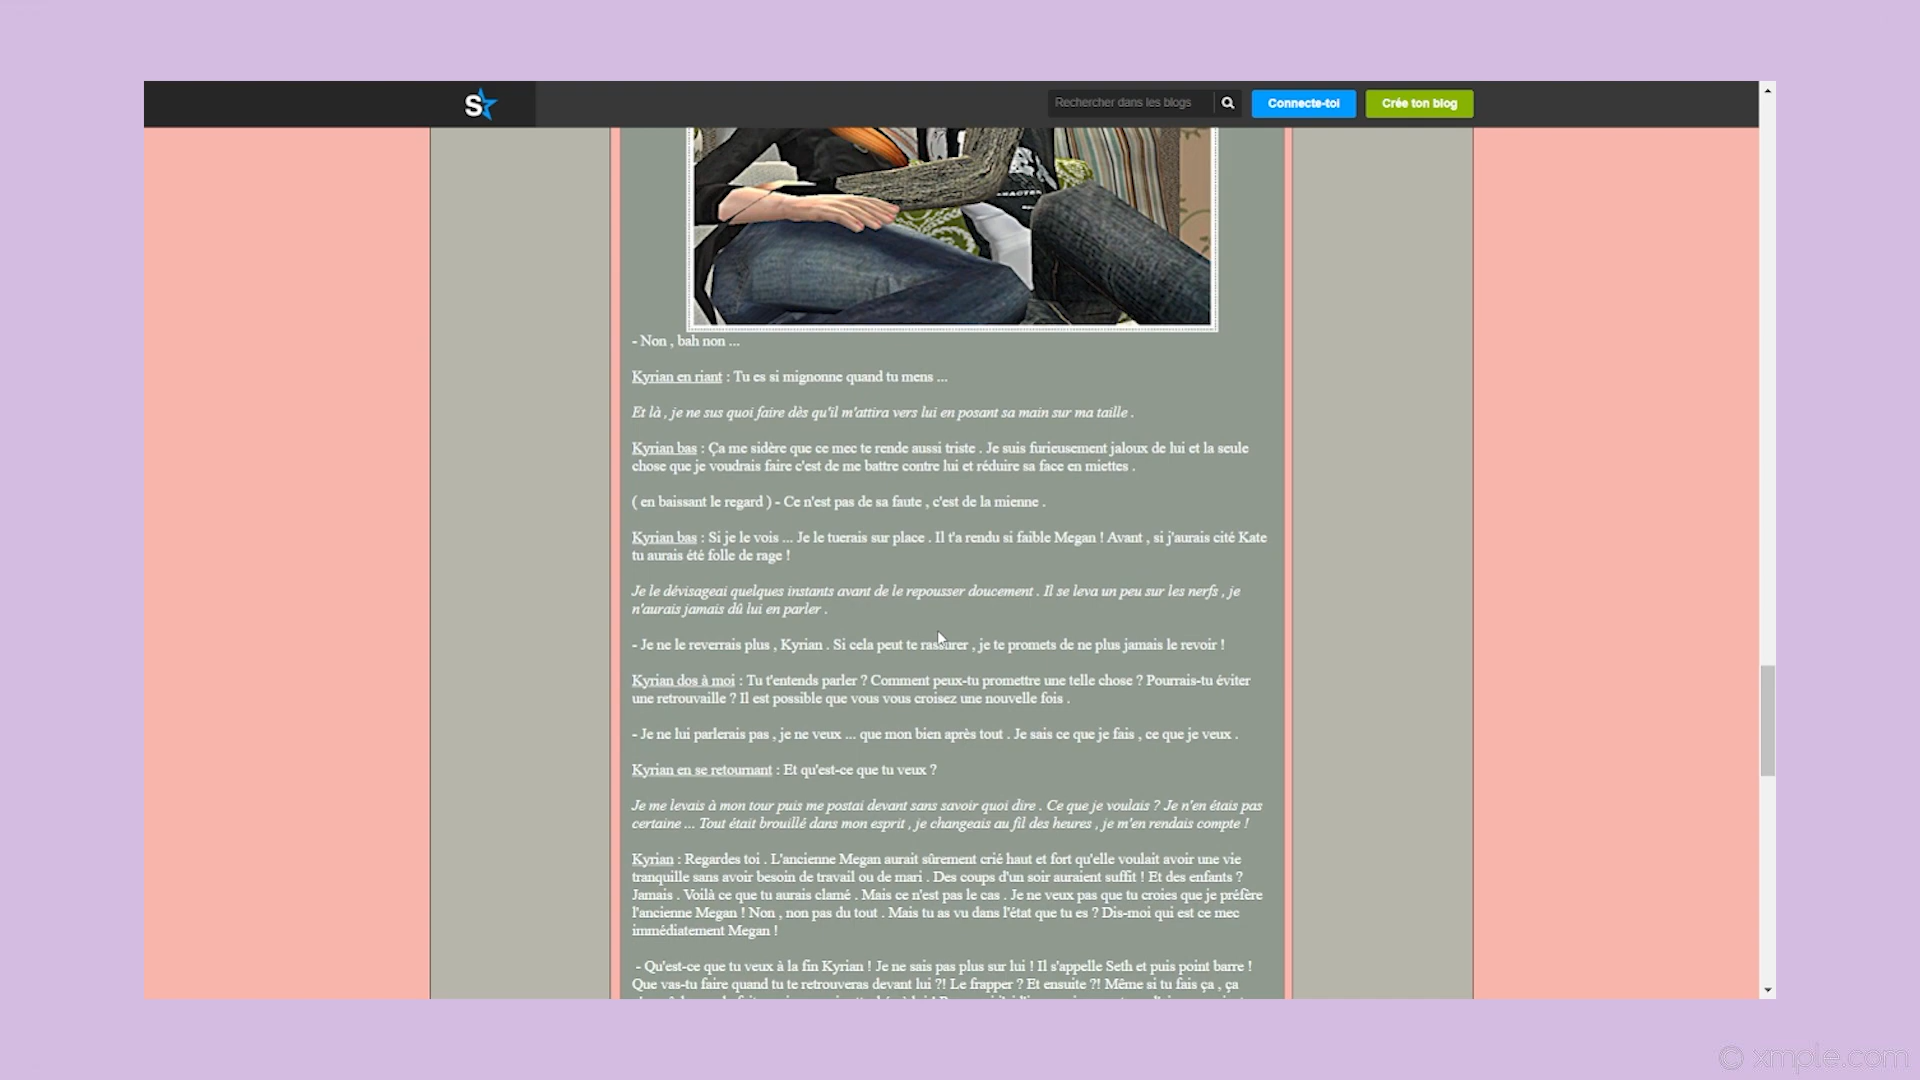 S
Rechercher dans les blogs
Connecte-toi
Crée ton blog
- Non , bah non ...
Kyrian en riant : Tu es si mignonne quand tu mens ...
Et là , je ne sus quoi faire dès qu'il m'attira vers lui en posant sa main sur ma taille .
Kyrian bas : Ça me sidère que ce mec te rende aussi triste . Je suis furieusement jaloux de lui et la seule
chose que je voudrais faire c'est de me battre contre lui et réduire sa face en miettes .
( en baissant le regard ) - Ce n'est pas de sa faute , c'est de la mienne .
Kyrian bas : Si je le vois ... Je le tuerais sur place . Il t'a rendu si faible Megan ! Avant , si j'aurais cité Kate
tu aurais été folle de rage !
Je le dévisageai quelques instants avant de le repousser doucement . Il se leva un peu sur les nerfs , je
n'aurais jamais dû lui en parler .
- Je ne le reverrais plus , Kyrian . Si cela peut te rassurer , je te promets de ne plus jamais le revoir !
Kyrian dos à moi : Tu t'entends parler ? Comment peux-tu promettre une telle chose ? Pourrais-tu éviter
une retrouvaille ? Il est possible que vous vous croisez une nouvelle fois .
- Je ne lui parlerais pas , je ne veux ... que mon bien après tout . Je sais ce que je fais , ce que je veux .
Kyrian en se retournant : Et qu'est-ce que tu veux ?
Je me levais à mon tour puis me postai devant sans savoir quoi dire . Ce que je voulais ? Je n'en étais pas
certaine ... Tout était brouillé dans mon esprit , je changeais au fil des heures , je m'en rendais compte !
Kyrian : Regardes toi . L'ancienne Megan aurait sûrement crié haut et fort qu'elle voulait avoir une vie
tranquille sans avoir besoin de travail ou de mari . Des coups d'un soir auraient suffit ! Et des enfants ?
Jamais . Voilà ce que tu aurais clamé . Mais ce n'est pas le cas . Je ne veux pas que tu croies que je préfère
l'ancienne Megan ! Non , non pas du tout . Mais tu as vu dans l'état que tu es ? Dis-moi qui est ce mec
immédiatement Megan !
- Qu'est-ce que tu veux à la fin Kyrian ! Je ne sais pas plus sur lui ! Il s'appelle Seth et puis point barre !
Que vas-tu faire quand tu te retrouveras devant lui ?! Le frapper ? Et ensuite ?! Même si tu fais ça , ça
© xmple.com